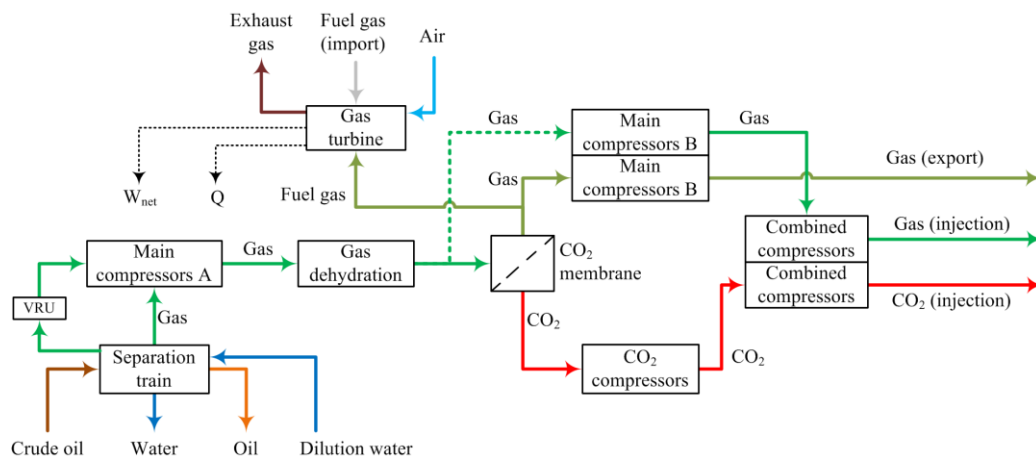 Exhaust
gas
Fuel gas
(import)
Air
Gas
turbine
W_net
Q
Fuel gas
Gas
Main
compressors B
Gas
Gas
Main
compressors B
Gas (export)
Main
compressors A
Gas
Gas
dehydration
CO₂
membrane
Combined
compressors
Gas (injection)
Combined
compressors
CO₂ (injection)
VRU
Gas
CO₂
CO₂
compressors
CO₂
Separation
train
Crude oil
Water
Oil
Dilution water